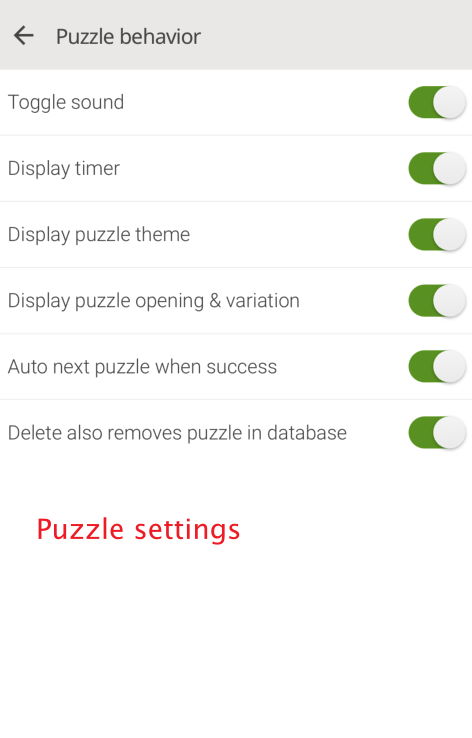 Puzzle behavior
Toggle sound
Display timer
Display puzzle theme
Display puzzle opening & variation
Auto next puzzle when success
Delete also removes puzzle in database
Puzzle settings